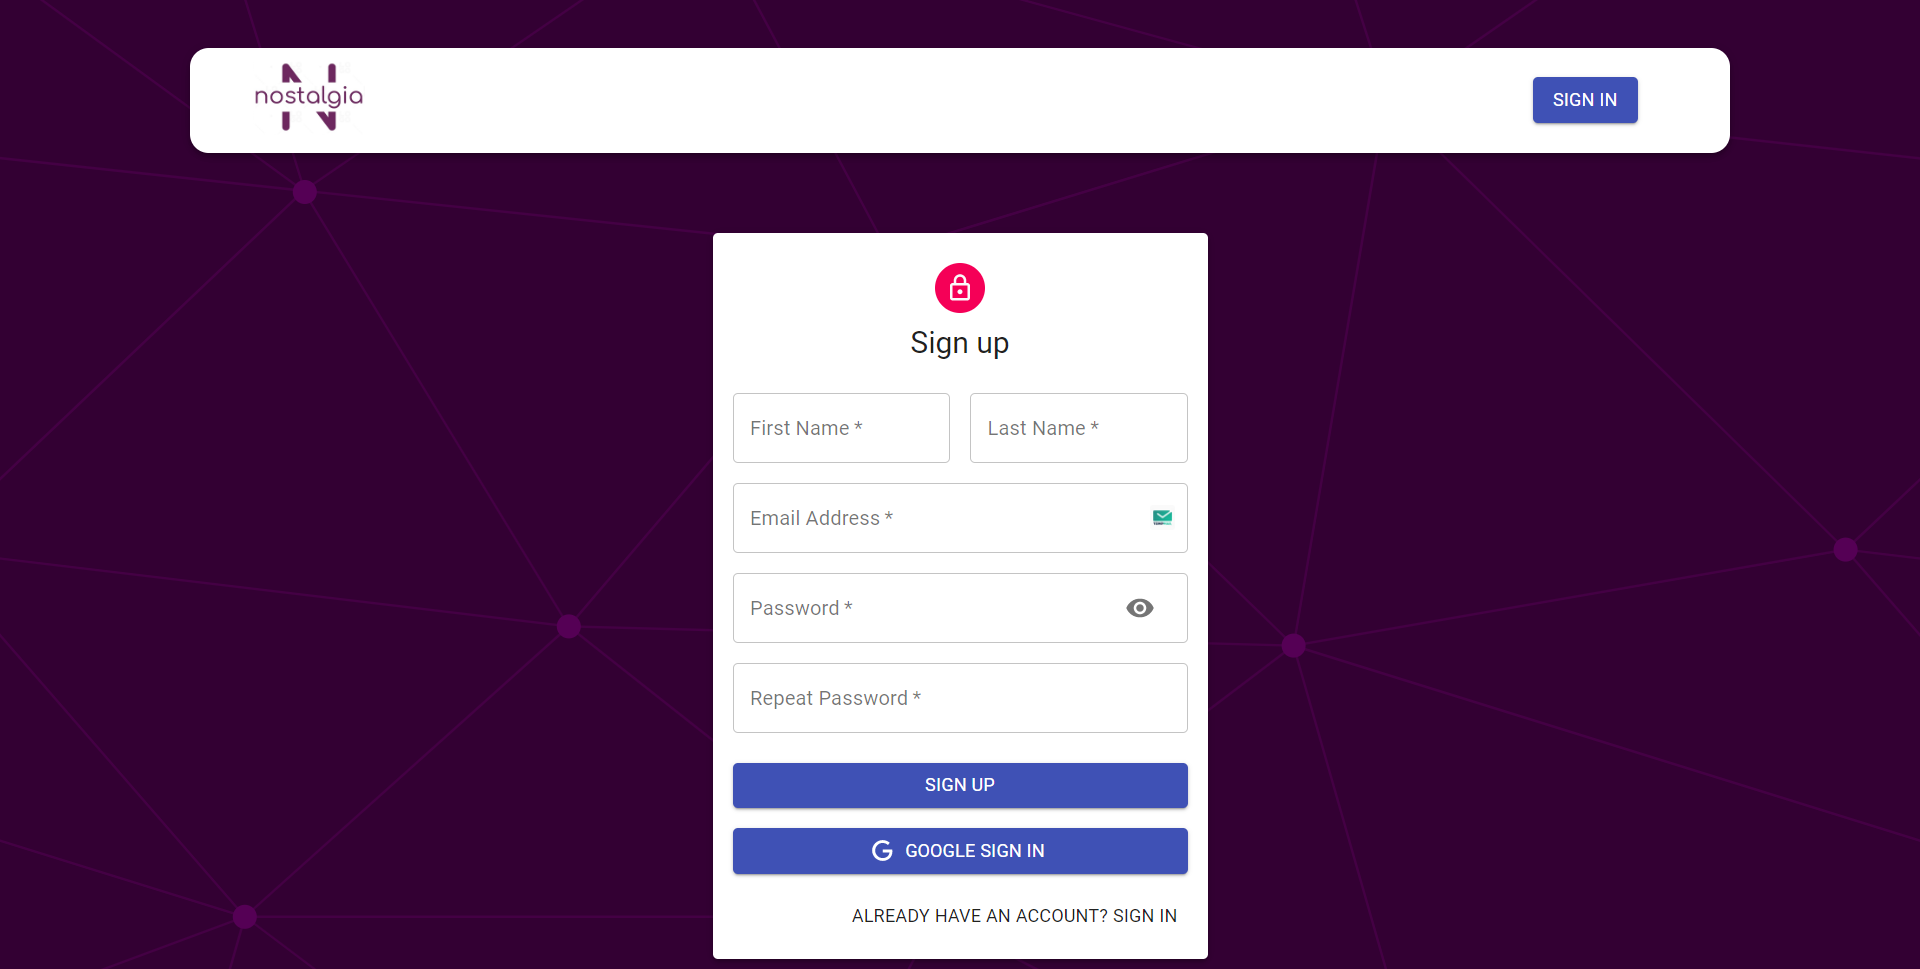 nostalgia
SIGN IN
Sign up
First Name *
Last Name *
Email Address *
Password *
Repeat Password *
SIGN UP
GOOGLE SIGN IN
ALREADY HAVE AN ACCOUNT? SIGN IN